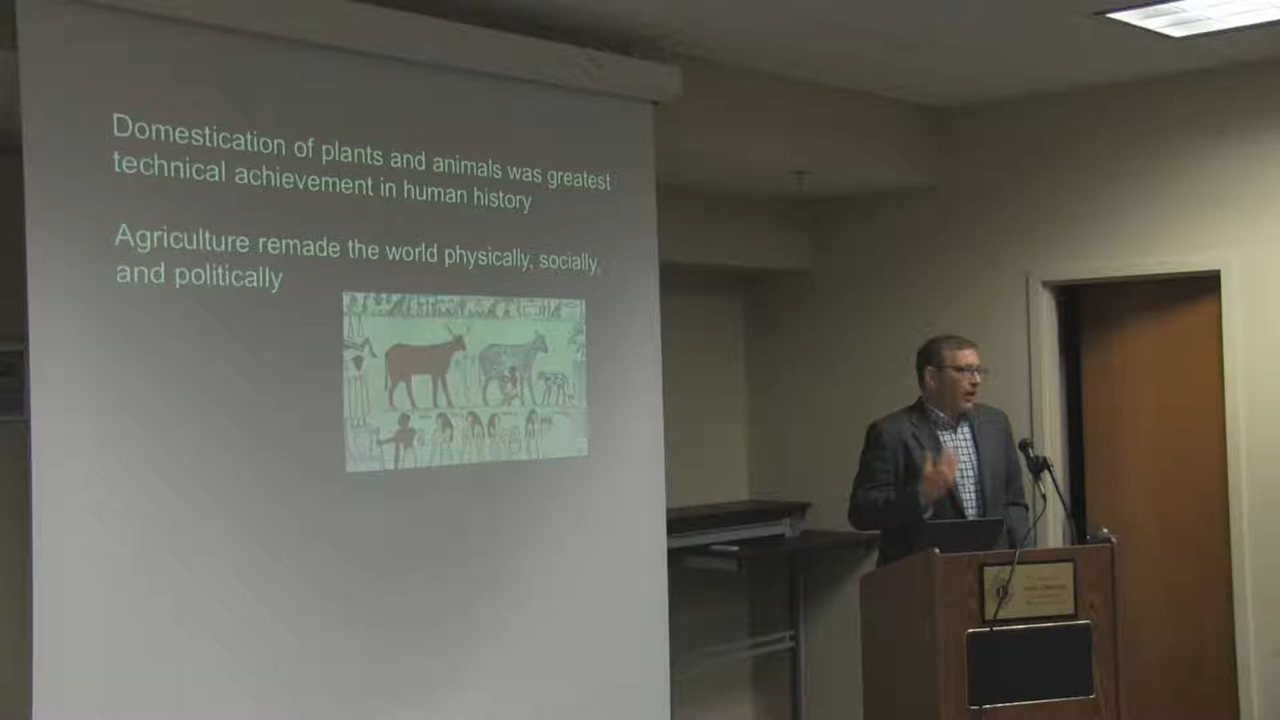 Domestication of plants and animals was greatest
technical achievement in human history
Agriculture remade the world physically, socially,
and politically